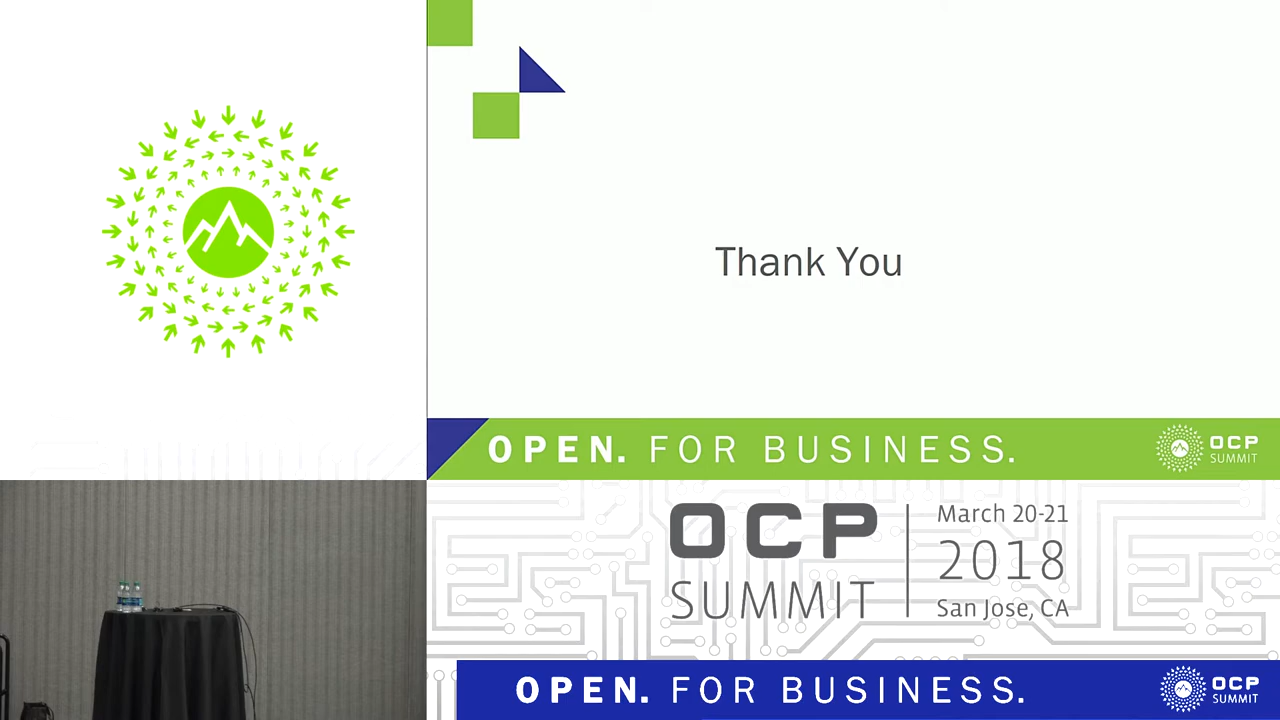 Thank You
OPEN. FOR BUSINESS.
OCP
SUMMIT
OCP
SUMMIT
March 20-21
2018
San Jose, CA
OPEN. FOR BUSINESS.
OCP
SUMMIT